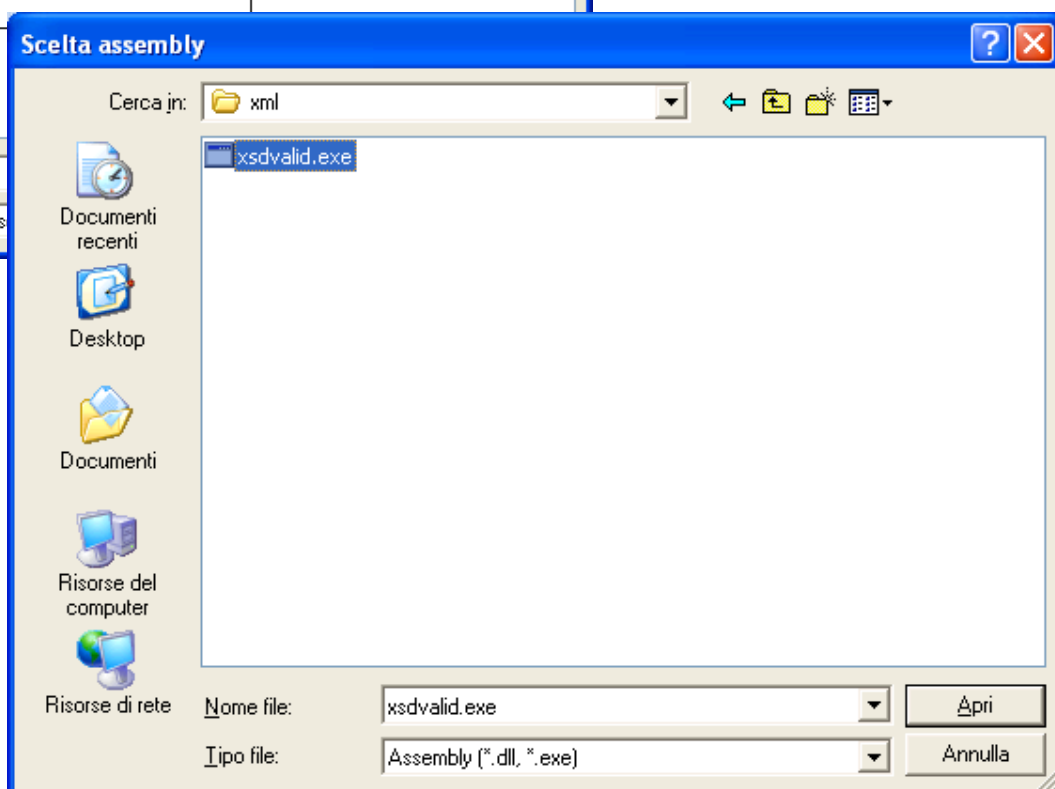 Scelta assembly
Cerca in:
xml
xsdvalid.exe
Documenti
recenti
Desktop
Documenti
Risorse del
computer
Risorse di rete
Nome file:
xsdvalid.exe
Apri
Tipo file:
Assembly (*.dll, *.exe)
Annulla